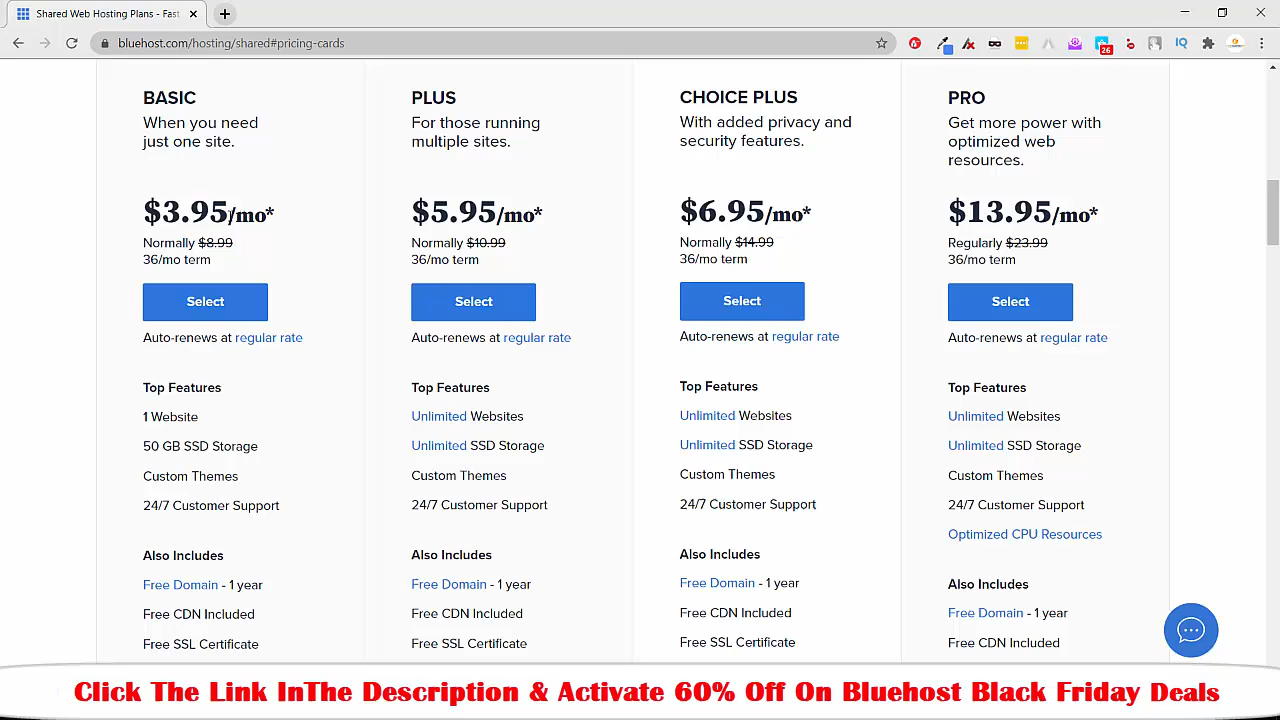 Shared Web Hosting Plans - Fast
bluehost.com/hosting/shared#pricing-cards
26
IQ
BASIC
When you need
just one site.
$3.95/mo*
Normally $8.99
36/mo term
Select
Auto-renews at regular rate
Top Features
1 Website
50 GB SSD Storage
Custom Themes
24/7 Customer Support
Also Includes
Free Domain - 1 year
Free CDN Included
Free SSL Certificate
PLUS
For those running
multiple sites.
$5.95/mo*
Normally $10.99
36/mo term
Select
Auto-renews at regular rate
Top Features
Unlimited Websites
Unlimited SSD Storage
Custom Themes
24/7 Customer Support
Also Includes
Free Domain - 1 year
Free CDN Included
Free SSL Certificate
CHOICE PLUS
With added privacy and
security features.
$6.95/mo*
Normally $14.99
36/mo term
Select
Auto-renews at regular rate
Top Features
Unlimited Websites
Unlimited SSD Storage
Custom Themes
24/7 Customer Support
Also Includes
Free Domain - 1 year
Free CDN Included
Free SSL Certificate
PRO
Get more power with
optimized web
resources.
$13.95/mo*
Regularly $23.99
36/mo term
Select
Auto-renews at regular rate
Top Features
Unlimited Websites
Unlimited SSD Storage
Custom Themes
24/7 Customer Support
Optimized CPU Resources
Also Includes
Free Domain - 1 year
Free CDN Included
Click The Link InThe Description & Activate 60% Off On Bluehost Black Friday Deals